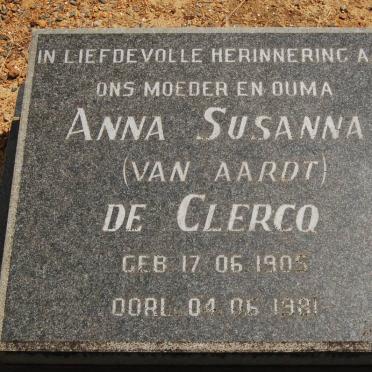 IN LIEFDEVOLLE HERINNERING A
ONS MOEDER EN OUMA
ANNA SUSANNA
(VAN AARDT)
DE CLERCQ
GEB 17 06 1905
OORL 04 06 1981